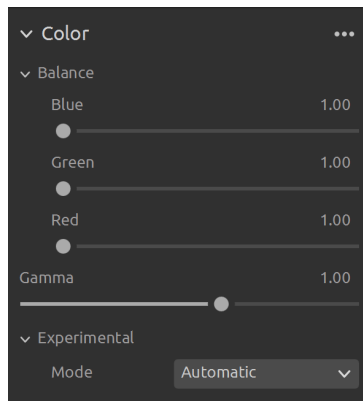 Color
Balance
Blue 1.00
Green 1.00
Red 1.00
Gamma 1.00
Experimental
Mode Automatic